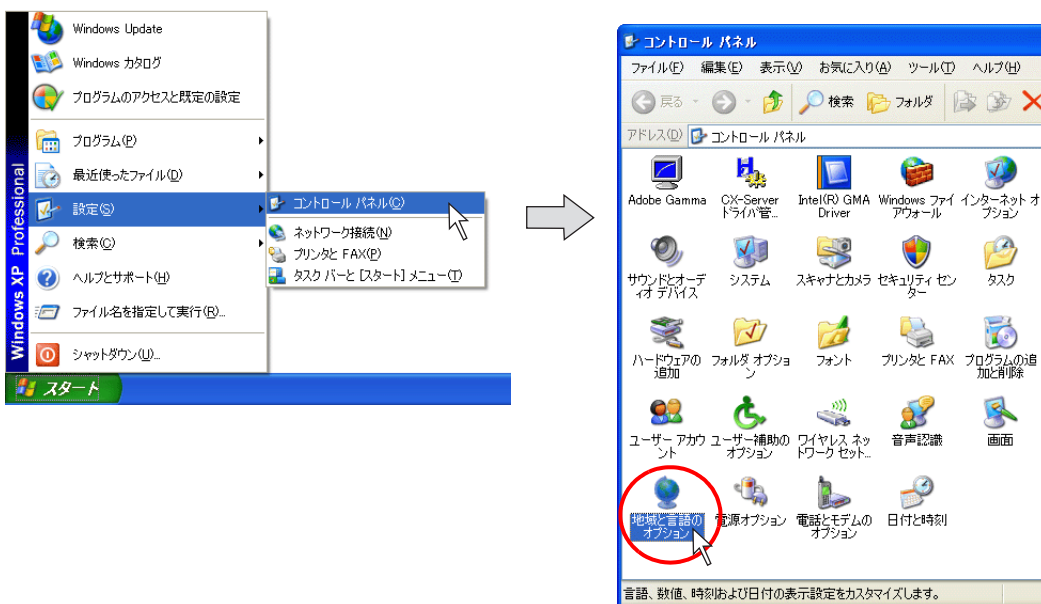 Windows Update
Windows カタログ
プログラムのアクセスと既定の設定
プログラム(P)
最近使ったファイル(D)
設定(S)
検索(C)
ヘルプとサポート(H)
ファイル名を指定して実行(R)...
シャットダウン(U)...
Windows XP Professional
スタート
コントロール パネル(C)
ネットワーク接続(N)
プリンタと FAX(P)
タスク バーと [スタート] メニュー(T)
コントロール パネル
ファイル(F) 編集(E) 表示(V) お気に入り(A) ツール(T) ヘルプ(H)
戻る 検索 フォルダ
アドレス(D) コントロール パネル
Adobe Gamma
CX-Server
ドライバ管...
Intel(R) GMA
Driver
Windows ファイ
アウォール
インターネット オ
プション
サウンドとオーデ
ィオ デバイス
システム
スキャナとカメラ
セキュリティ セン
ター
タスク
ハードウェアの
追加
フォルダ オプショ
ン
フォント
プリンタと FAX
プログラムの追
加と削除
ユーザー アカウ
ント
ユーザー補助の
オプション
ワイヤレス ネッ
トワーク セット...
音声認識
画面
地域と言語の
オプション
電源オプション
電話とモデムの
オプション
日付と時刻
言語、数値、時刻および日付の表示設定をカスタマイズします。